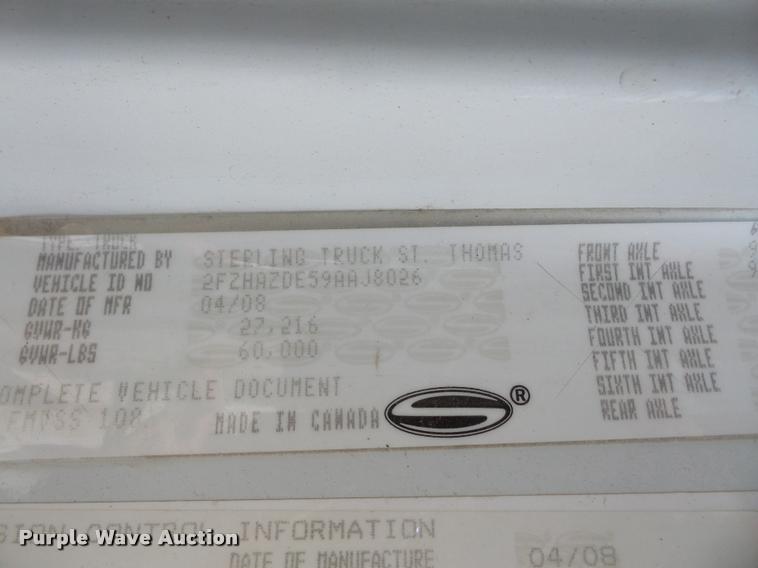 TYPE TRUCK
MANUFACTURED BY STERLING TRUCK ST. THOMAS
VEHICLE ID NO 2FZHAZDE59AAJ8026
DATE OF MFR 04/08
GVWR-KG 27,216
GVWR-LBS 60,000
COMPLETE VEHICLE DOCUMENT
FMVSS 108. MADE IN CANADA
®
FRONT AXLE
FIRST INT AXLE
SECOND INT AXLE
THIRD INT AXLE
FOURTH INT AXLE
FIFTH INT AXLE
SIXTH INT AXLE
REAR AXLE
SION CONTROL INFORMATION
DATE OF MANUFACTURE 04/08
Purple Wave Auction